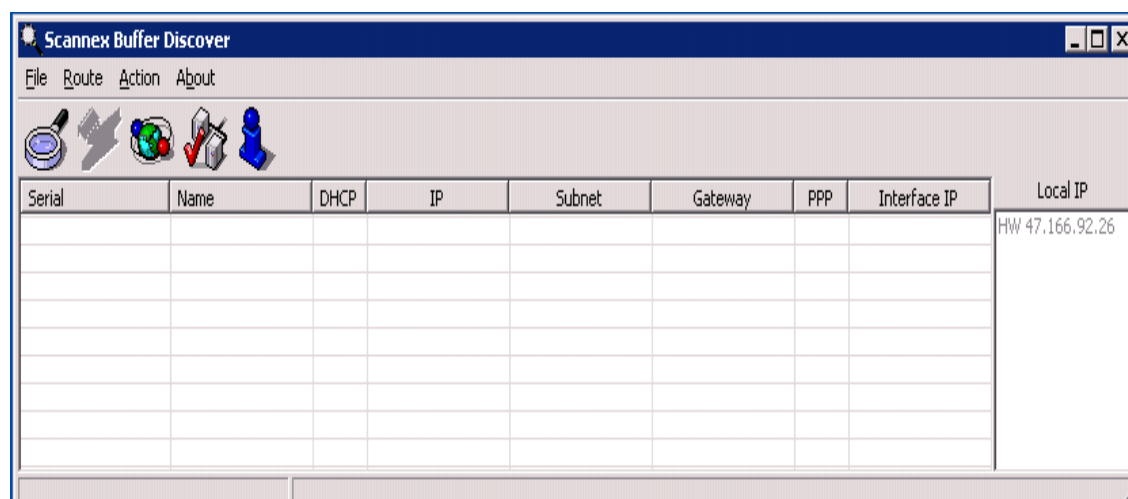 Scannex Buffer Discover
File Route Action About
Serial Name DHCP IP Subnet Gateway PPP Interface IP Local IP
HW 47.166.92.26